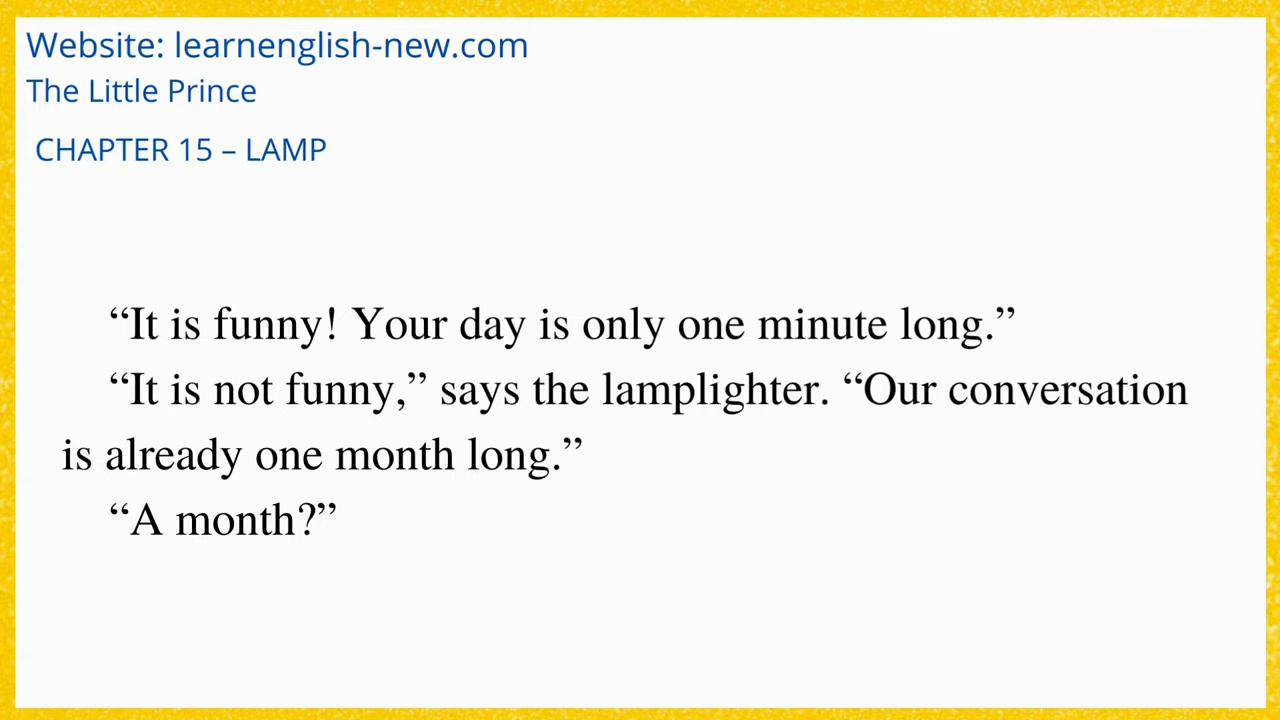 Website: learnenglish-new.com
The Little Prince
CHAPTER 15 – LAMP
“It is funny! Your day is only one minute long.”
“It is not funny,” says the lamplighter. “Our conversation
is already one month long.”
“A month?”